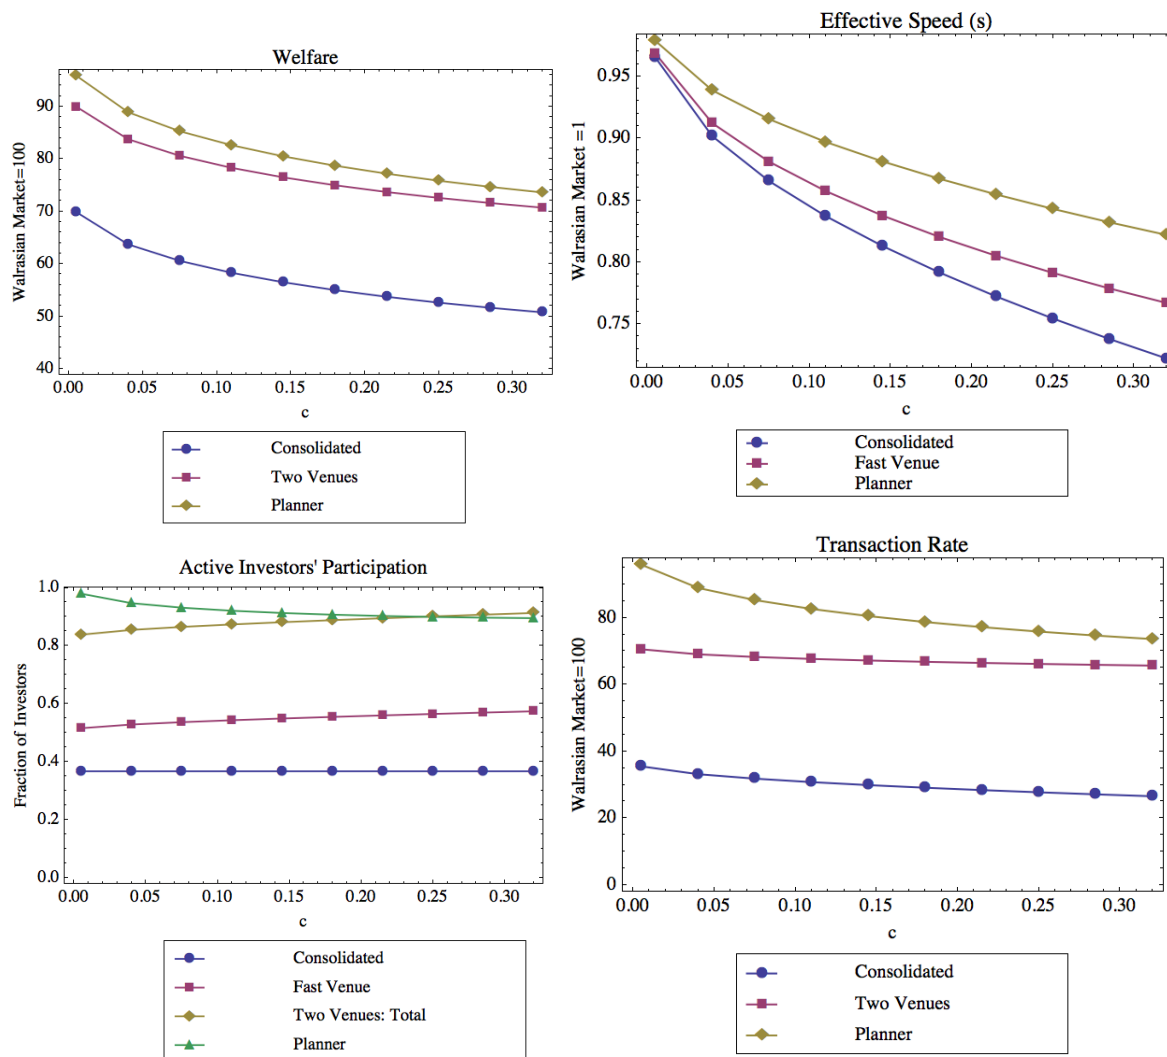 Welfare
Walrasian Market=100
90
80
70
60
50
40
0.00 0.05 0.10 0.15 0.20 0.25 0.30
c
Consolidated
Two Venues
Planner
Effective Speed (s)
Walrasian Market =1
0.95
0.90
0.85
0.80
0.75
0.00 0.05 0.10 0.15 0.20 0.25 0.30
c
Consolidated
Fast Venue
Planner
Active Investors' Participation
Fraction of Investors
1.0
0.8
0.6
0.4
0.2
0.0
0.00 0.05 0.10 0.15 0.20 0.25 0.30
c
Consolidated
Fast Venue
Two Venues: Total
Planner
Transaction Rate
Walrasian Market=100
80
60
40
20
0
0.00 0.05 0.10 0.15 0.20 0.25 0.30
c
Consolidated
Two Venues
Planner